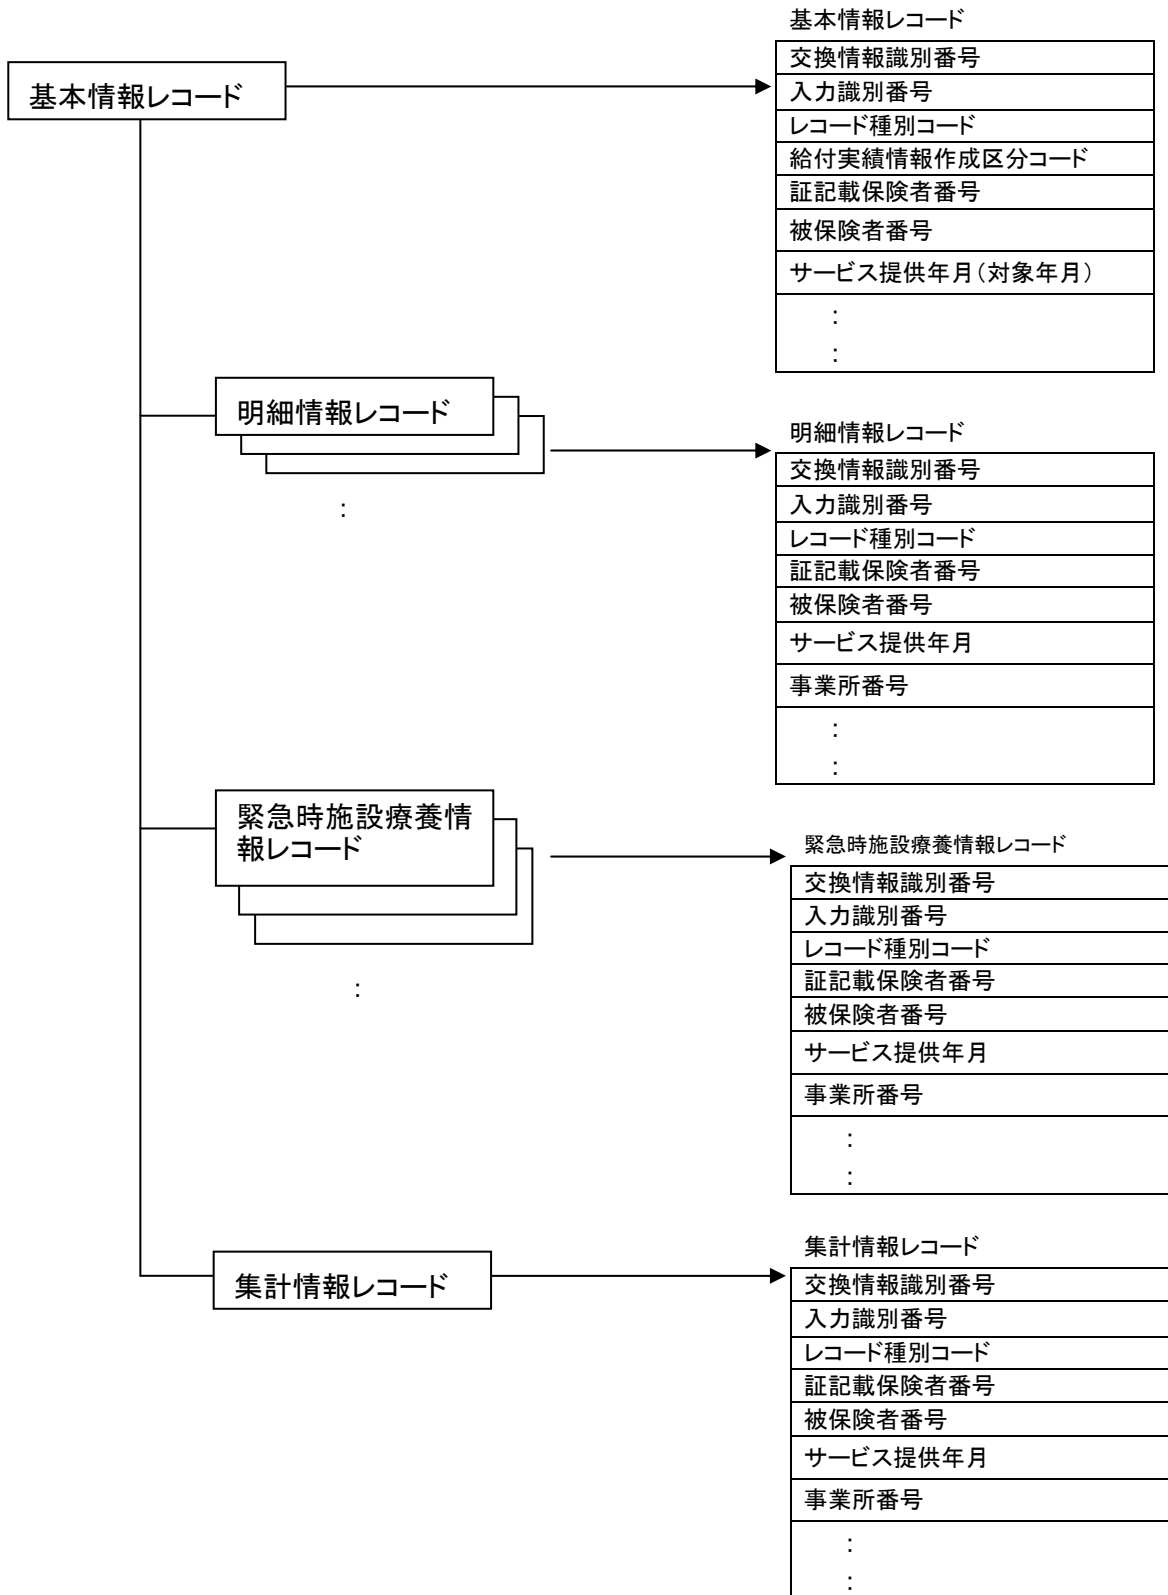 基本情報レコード
基本情報レコード
交換情報識別番号
入力識別番号
レコード種別コード
給付実績情報作成区分コード
証記載保険者番号
被保険者番号
サービス提供年月（対象年月）
：
：
明細情報レコード
：
明細情報レコード
交換情報識別番号
入力識別番号
レコード種別コード
証記載保険者番号
被保険者番号
サービス提供年月
事業所番号
：
：
緊急時施設療養情
報レコード
：
緊急時施設療養情報レコード
交換情報識別番号
入力識別番号
レコード種別コード
証記載保険者番号
被保険者番号
サービス提供年月
事業所番号
：
：
集計情報レコード
集計情報レコード
交換情報識別番号
入力識別番号
レコード種別コード
証記載保険者番号
被保険者番号
サービス提供年月
事業所番号
：
：